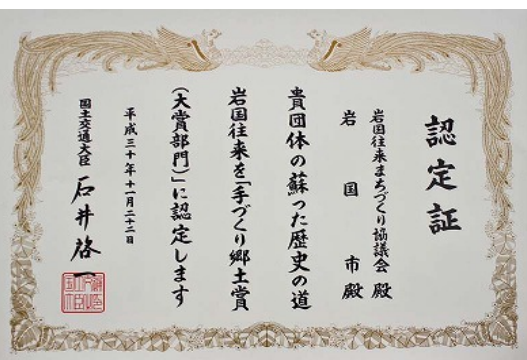 認定証
岩国往来まちづくり協議会 殿
岩国市 殿
貴団体の蘇った歴史の道
岩国往来を「手づくり郷土賞
(大賞部門)」に認定します
平成三十年十一月二十二日
国土交通大臣 石井啓一